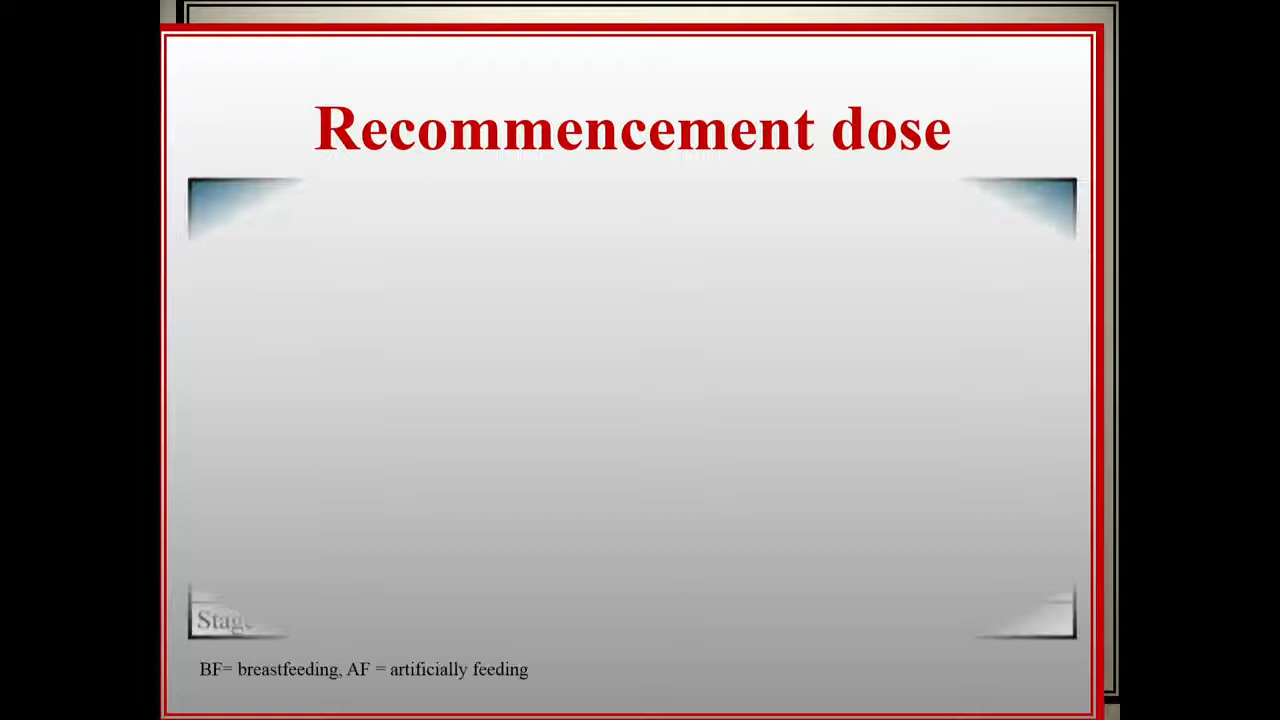 Recommencement dose
Stage
BF= breastfeeding, AF = artificially feeding